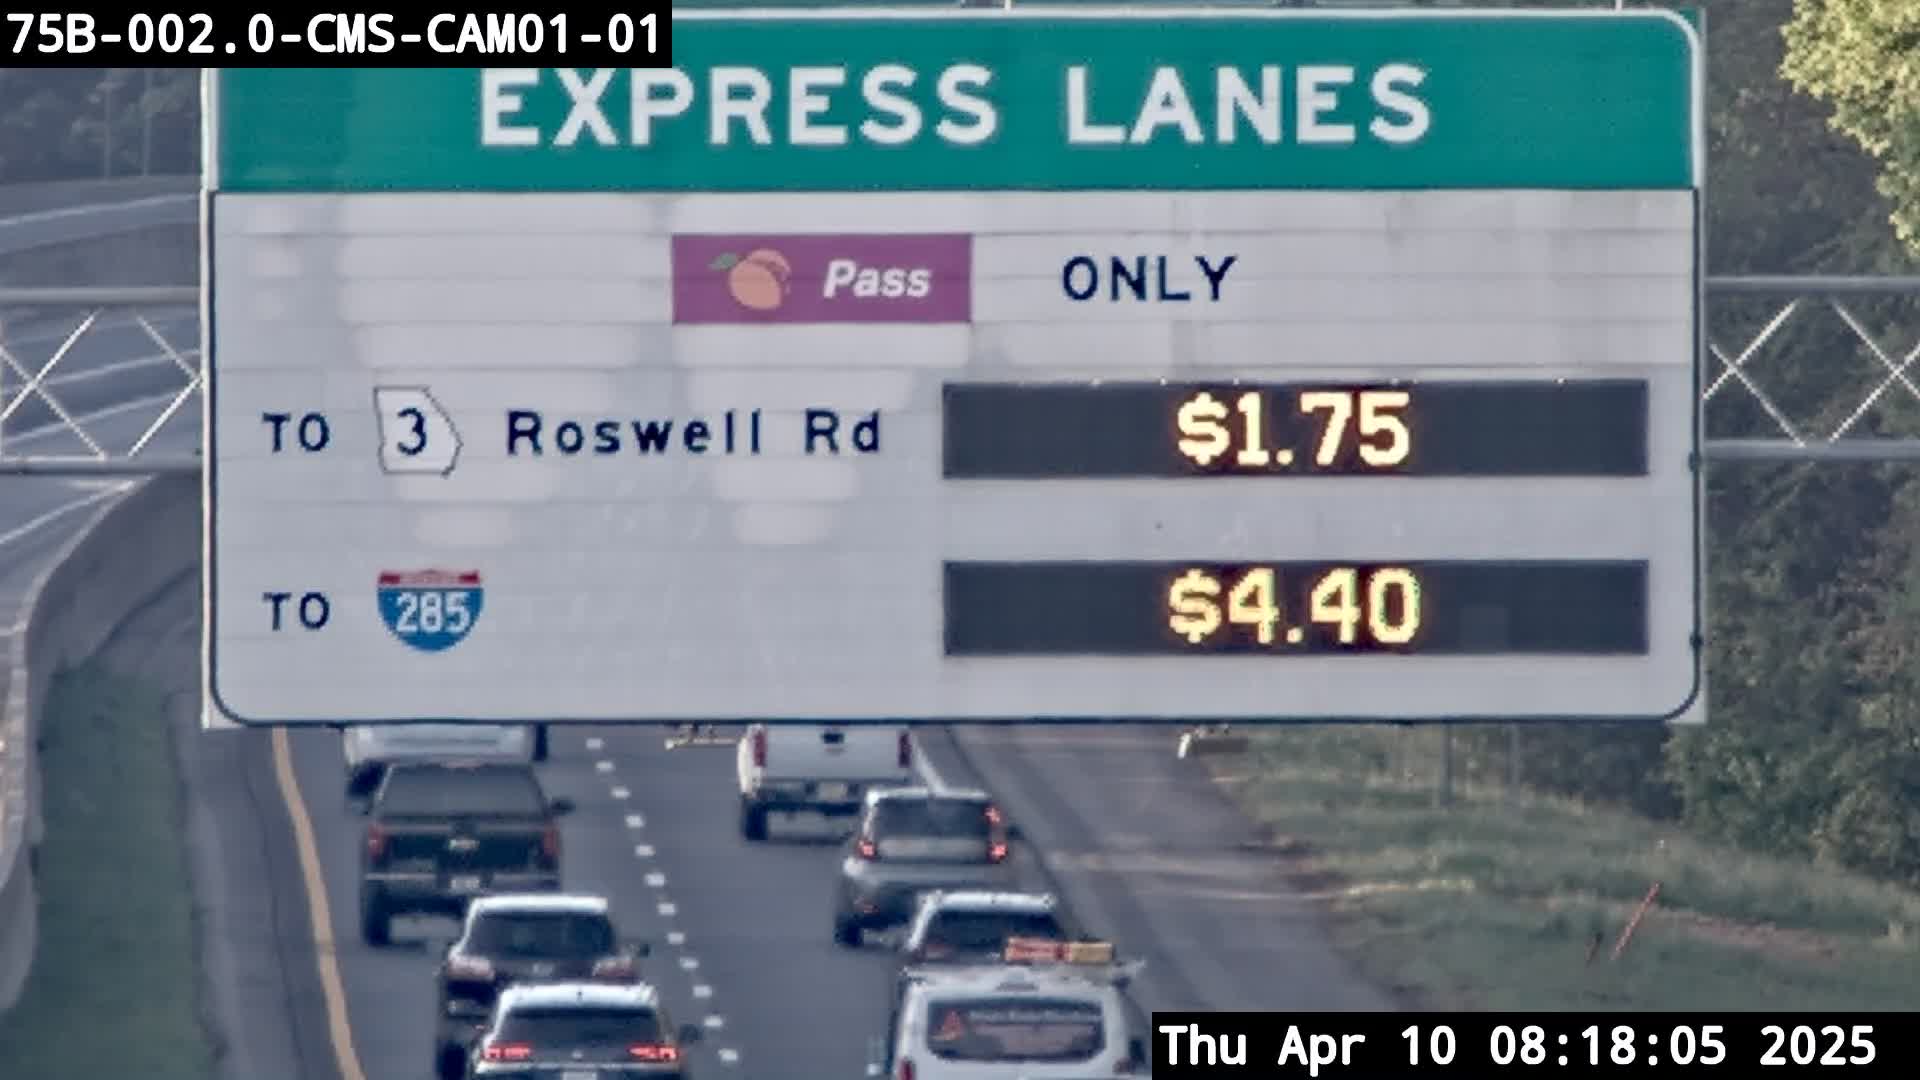 75B-002.0-CMS-CAM01-01
EXPRESS LANES
Pass ONLY
TO 3 Roswell Rd $1.75
TO 285 $4.40
Thu Apr 10 08:18:05 2025